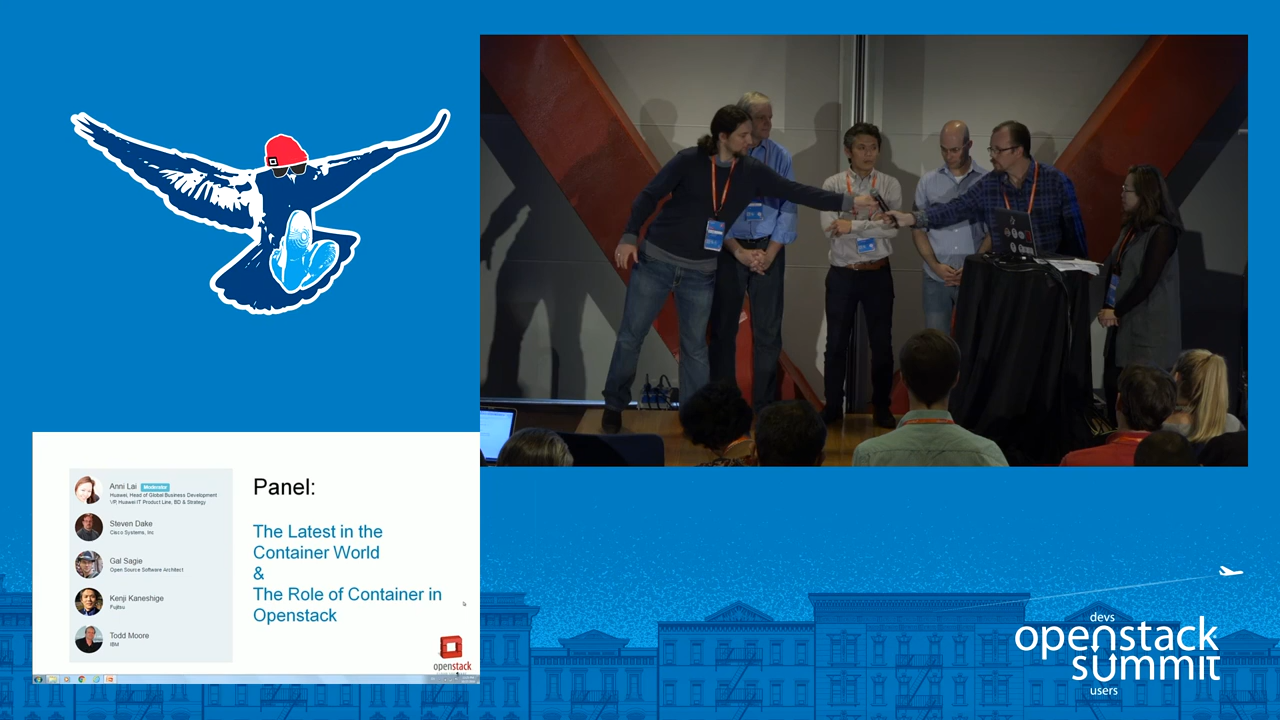 Anni Lai Moderator
Huawei, Head of Global Business Development
VP, Huawei IT Product Line, BD & Strategy
Steven Dake
Cisco Systems, Inc
Gal Sagie
Open Source Software Architect
Kenji Kaneshige
Fujitsu
Todd Moore
IBM
Panel:
The Latest in the
Container World
&
The Role of Container in
Openstack
openstack
devs
openstack
summit
users